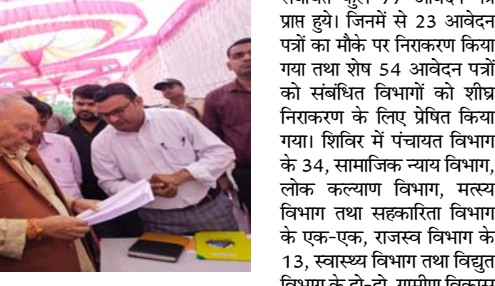 प्राप्त हुये। जिनमें से 23 आवेदन
पत्रों का मौके पर निराकरण किया
गया तथा शेष 54 आवेदन पत्रों
को संबंधित विभागों को शीघ्र
निराकरण के लिए प्रेषित किया
गया। शिविर में पंचायत विभाग
के 34, सामाजिक न्याय विभाग,
लोक कल्याण विभाग, मत्स्य
विभाग तथा सहकारिता विभाग
के एक-एक, राजस्व विभाग के
13, स्वास्थ्य विभाग तथा विद्युत
विभाग के दो-दो, ग्रामीण विकास